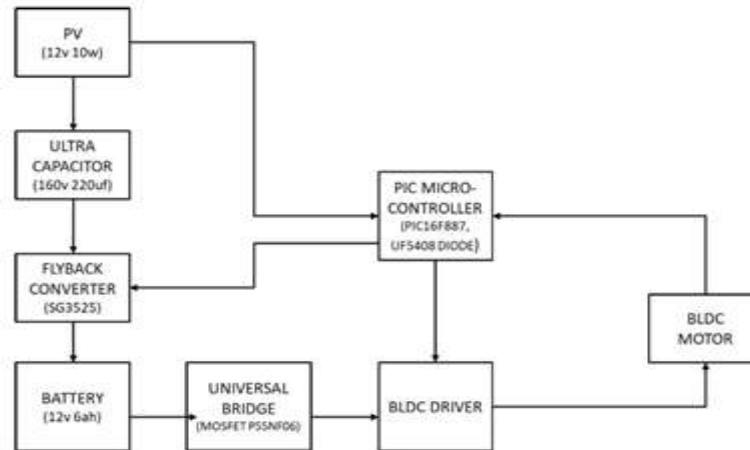 PV
(12v 10w)
ULTRA
CAPACITOR
(160v 220uf)
PIC MICRO-
CONTROLLER
(PIC16F887,
UF5408 DIODE)
FLYBACK
CONVERTER
(SG3525)
BLDC
MOTOR
BATTERY
(12v 6ah)
UNIVERSAL
BRIDGE
(MOSFET P55NF06)
BLDC DRIVER